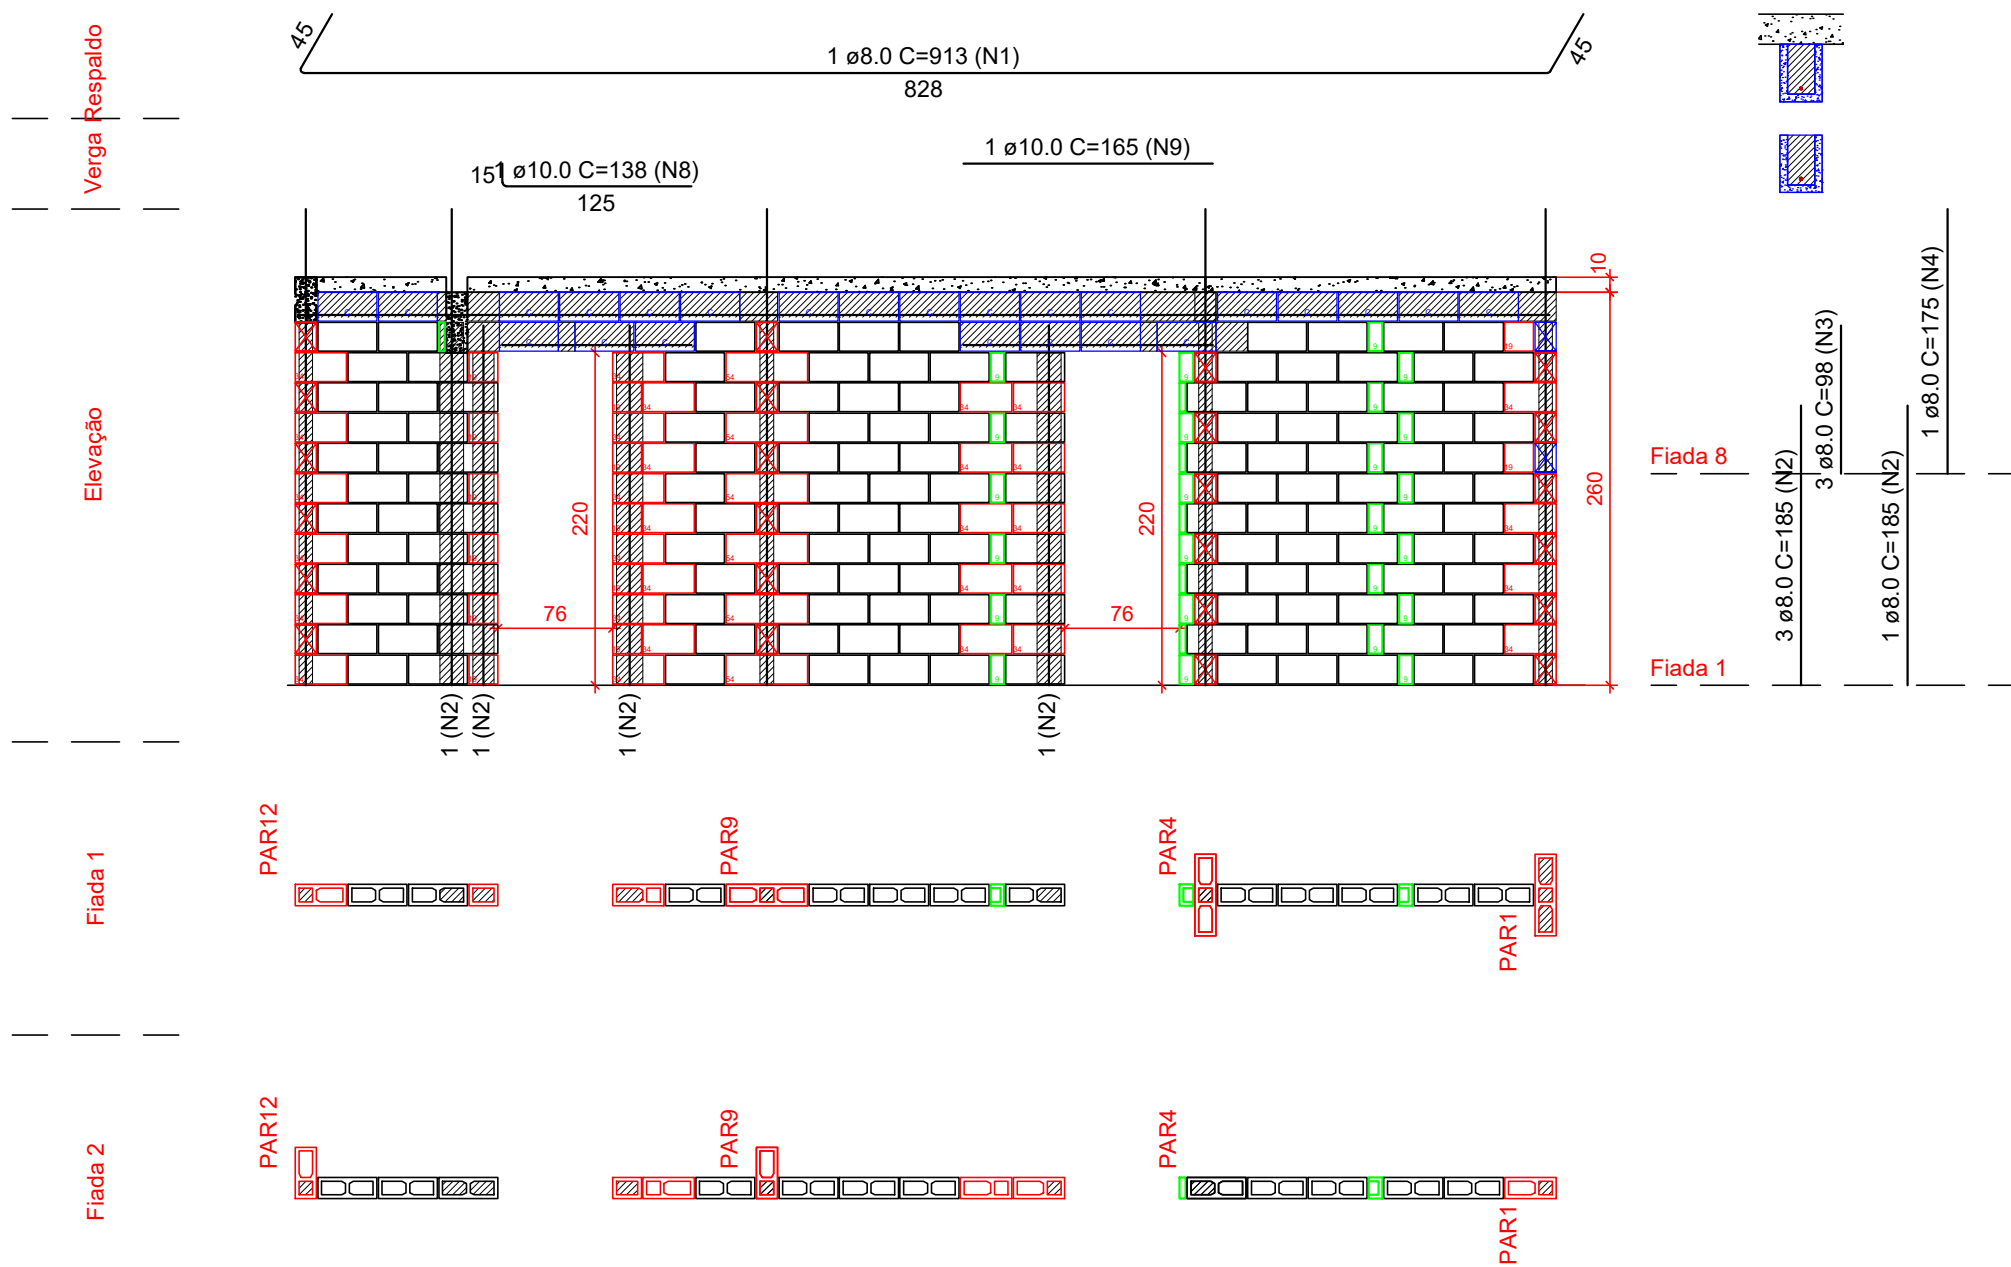 Respaldo
45
1 ø8.0 C=913 (N1)
828
45
Verga
15
1 ø10.0 C=138 (N8)
125
1 ø10.0 C=165 (N9)
Elevação
10
260
220
220
76
76
Fiada 8
Fiada 1
3 ø8.0 C=185 (N2)
3 ø8.0 C=98 (N3)
1 ø8.0 C=185 (N2)
1 ø8.0 C=175 (N4)
1 (N2)
1 (N2)
1 (N2)
1 (N2)
Fiada 1
PAR12
PAR9
PAR4
PAR1
Fiada 2
PAR12
PAR9
PAR4
PAR1